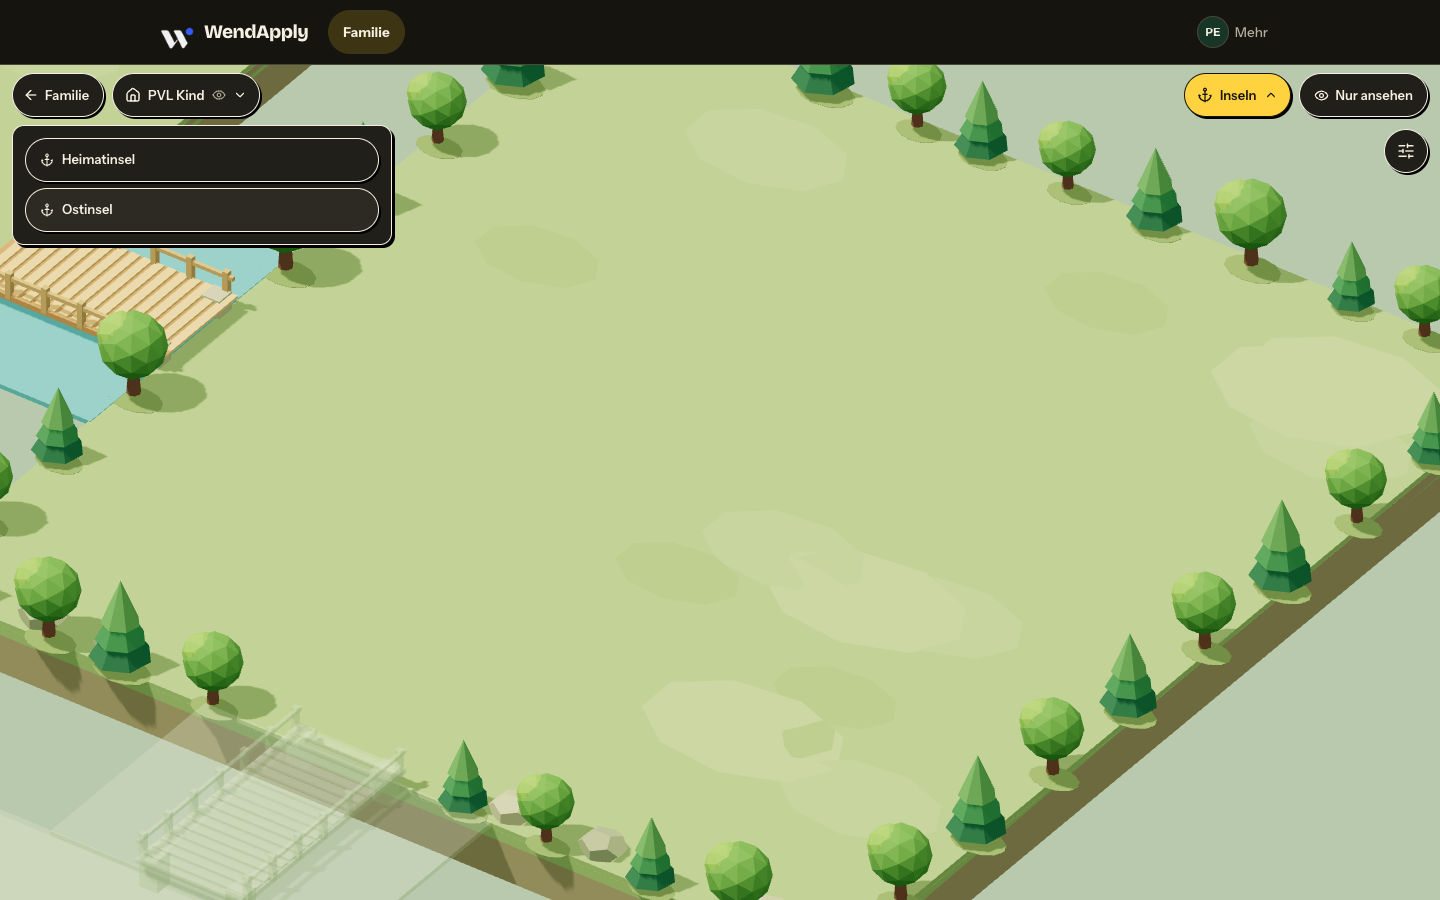 WendApply
Familie
PE
Mehr
Familie
PVL Kind
Inseln
Nur ansehen
Heimatinsel
Ostinsel